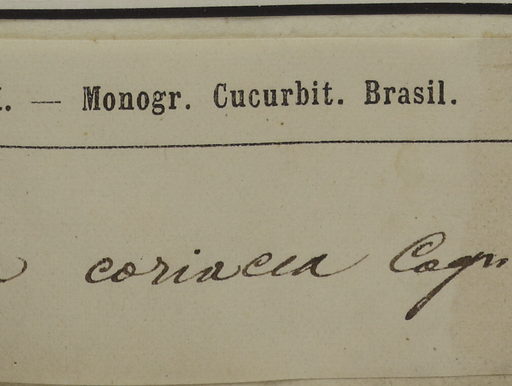 — Monogr. Cucurbit. Brasil.
coriacea Cogn